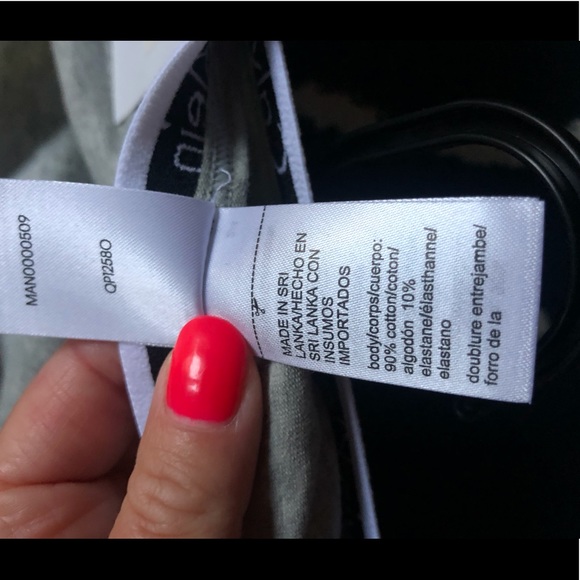 MAN0000509
QP1258O
MADE IN SRI
LANKA/HECHO EN
SRI LANKA CON
INSUMOS
IMPORTADOS
body/corps/cuerpo:
90% cotton/coton/
algodón 10%
elastane/élasthanne/
elastano
doublure entrejambe/
forro de la